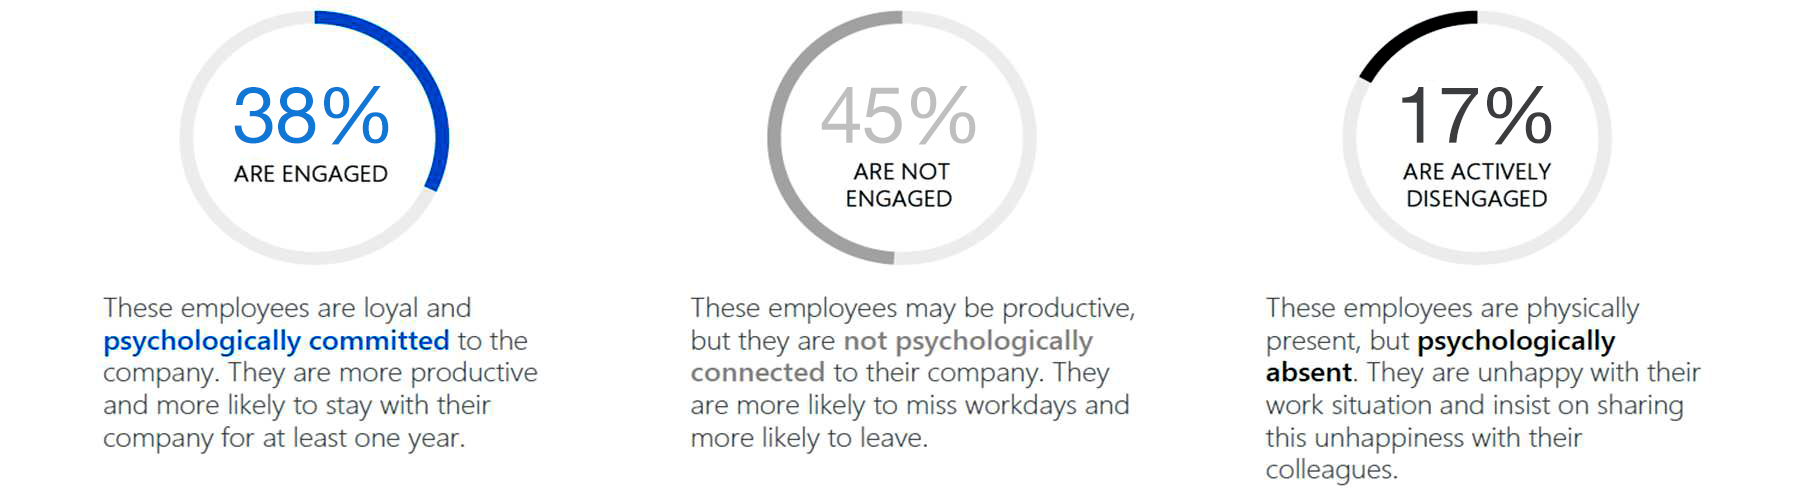 38%
ARE ENGAGED
These employees are loyal and
psychologically committed to the
company. They are more productive
and more likely to stay with their
company for at least one year.
45%
ARE NOT
ENGAGED
These employees may be productive,
but they are not psychologically
connected to their company. They
are more likely to miss workdays and
more likely to leave.
17%
ARE ACTIVELY
DISENGAGED
These employees are physically
present, but psychologically
absent. They are unhappy with their
work situation and insist on sharing
this unhappiness with their
colleagues.